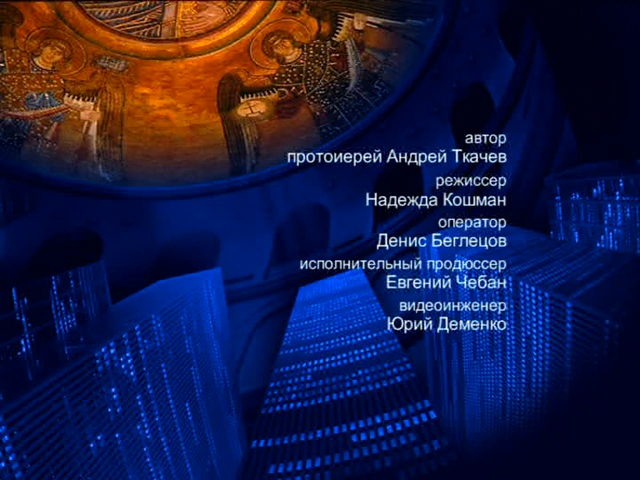 автор
протоиерей Андрей Ткачев
режиссер
Надежда Кошман
оператор
Денис Беглецов
исполнительный продюссер
Евгений Чебан
видеоинженер
Юрий Деменко